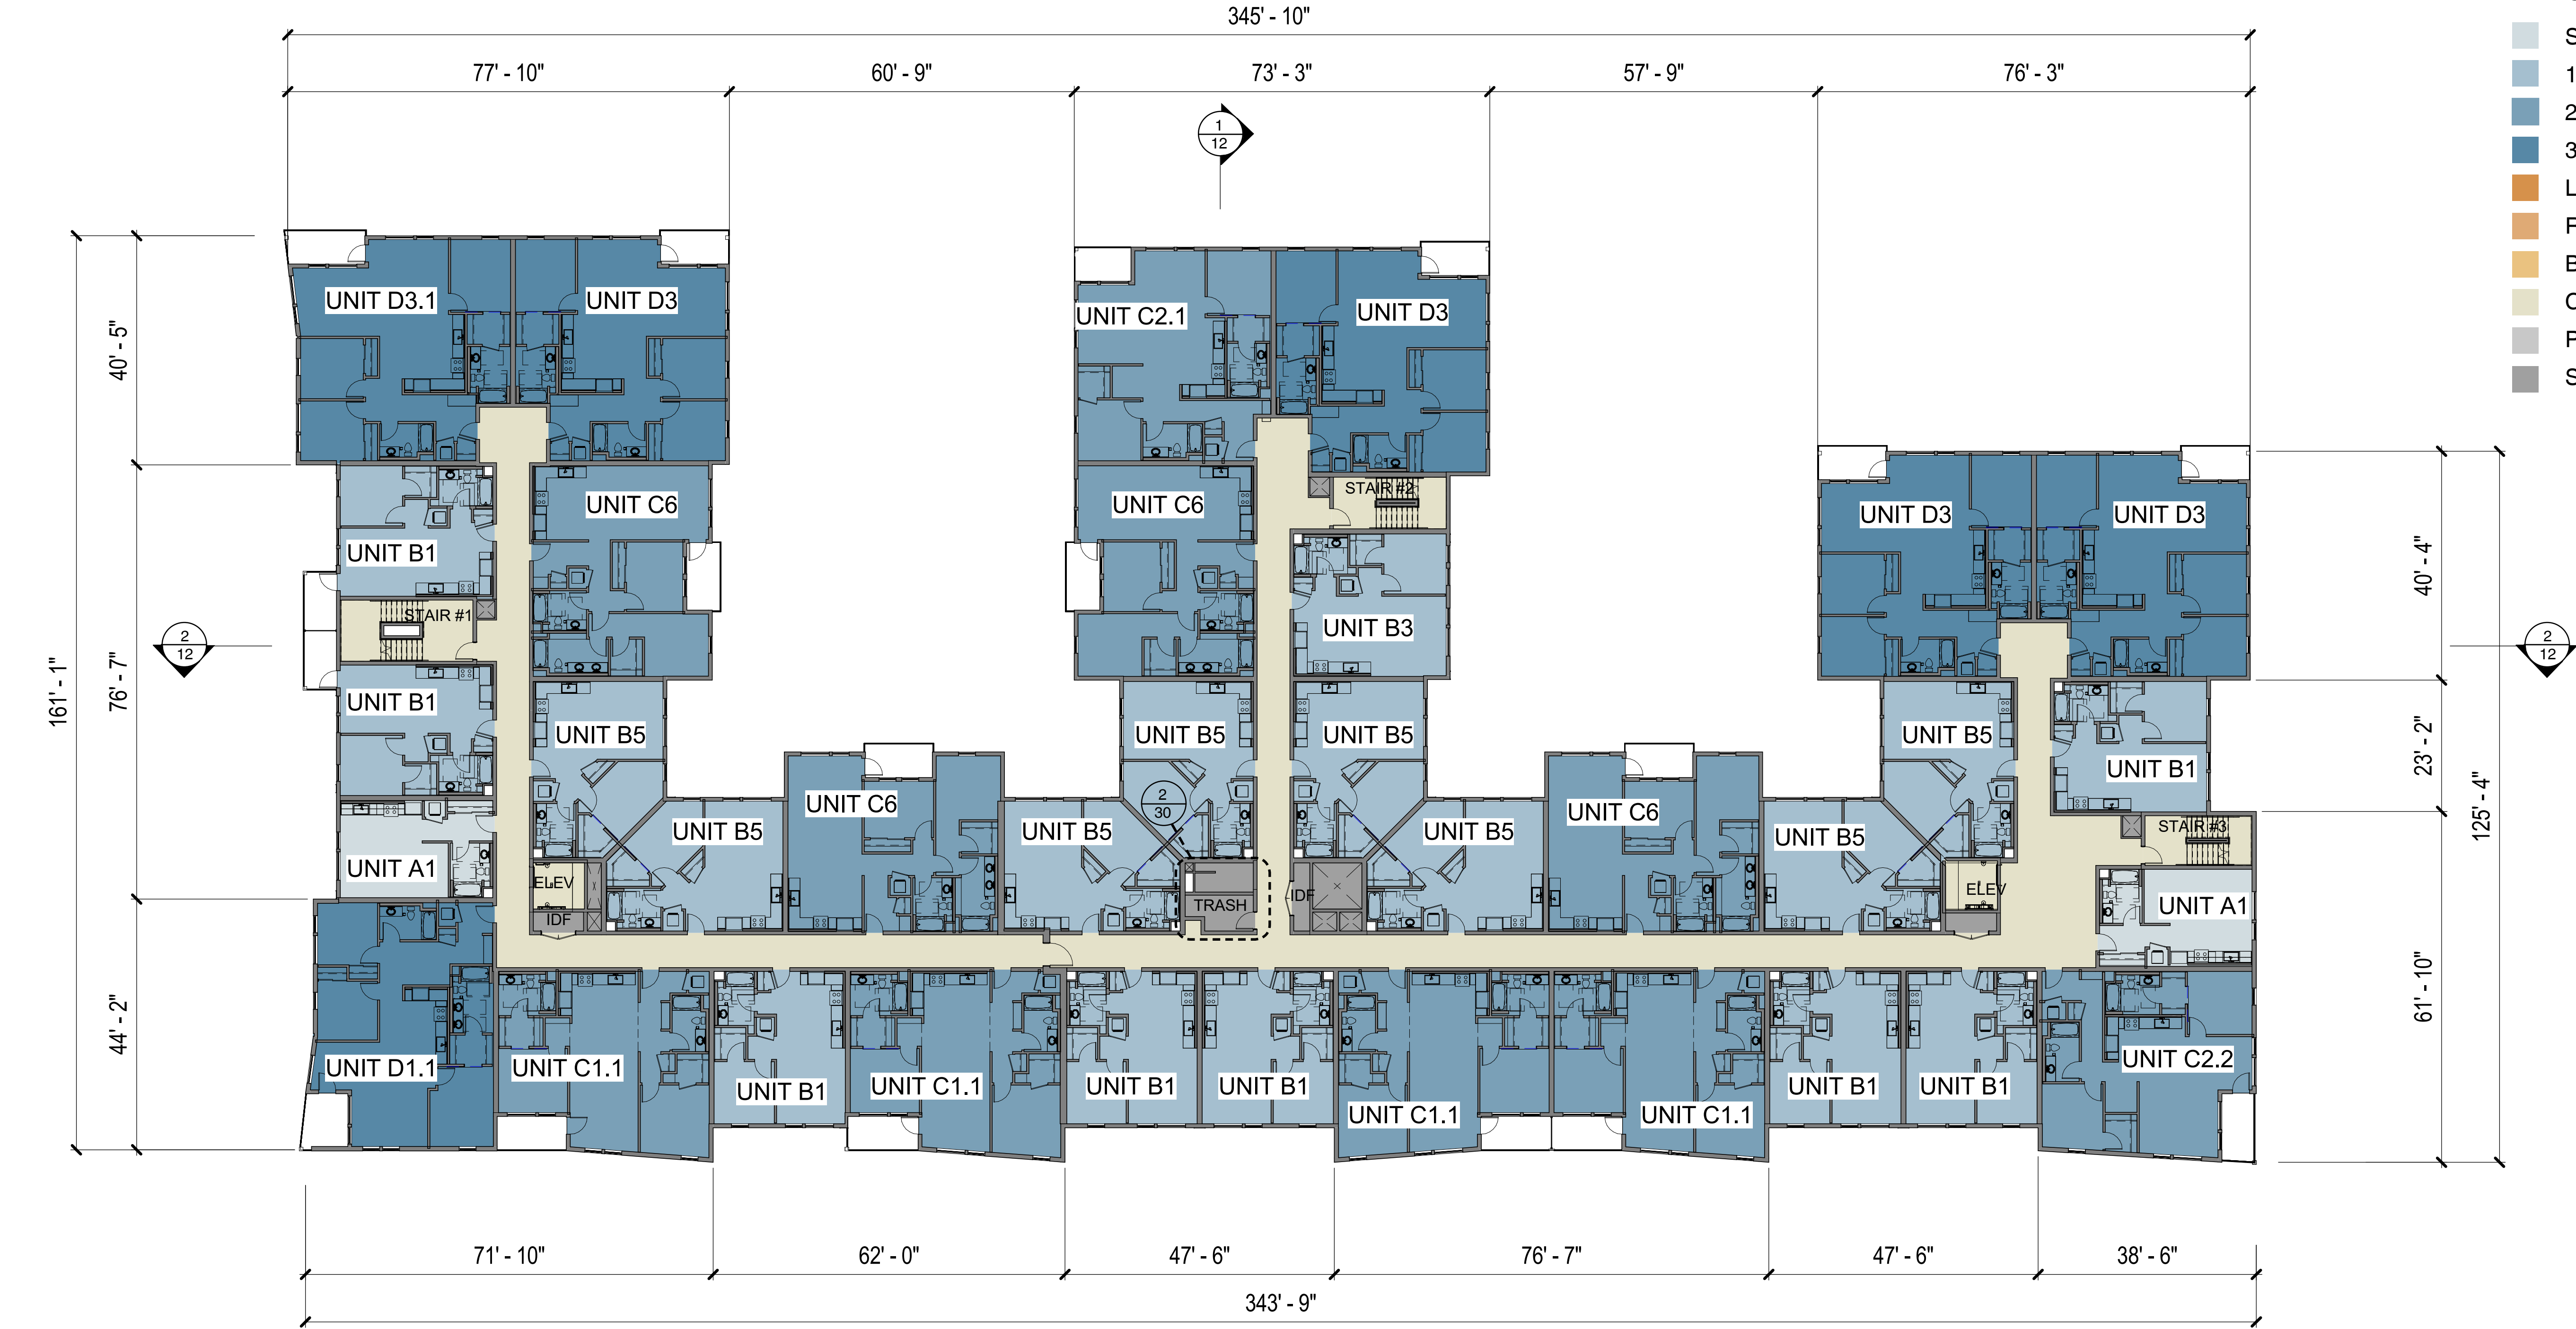 345' - 10"
77' - 10"
60' - 9"
73' - 3"
57' - 9"
76' - 3"
S
1
2
3
L
R
B
C
P
S
1
12
UNIT D3.1
UNIT D3
UNIT C2.1
UNIT D3
40' - 5"
STAIR #2
UNIT C6
UNIT C6
UNIT D3
UNIT D3
UNIT B1
40' - 4"
STAIR #1
UNIT B3
2
12
2
12
161' - 1"
76' - 7"
UNIT B1
UNIT B5
UNIT B5
UNIT B5
UNIT B5
UNIT B1
23' - 2"
125' - 4"
UNIT C6
2
30
UNIT C6
UNIT B5
UNIT B5
UNIT B5
UNIT B5
STAIR #3
UNIT A1
ELEV
IDF
TRASH
IDF
ELEV
UNIT A1
44' - 2"
61' - 10"
UNIT D1.1
UNIT C1.1
UNIT B1
UNIT C1.1
UNIT B1
UNIT B1
UNIT C1.1
UNIT C1.1
UNIT B1
UNIT B1
UNIT C2.2
71' - 10"
62' - 0"
47' - 6"
76' - 7"
47' - 6"
38' - 6"
343' - 9"